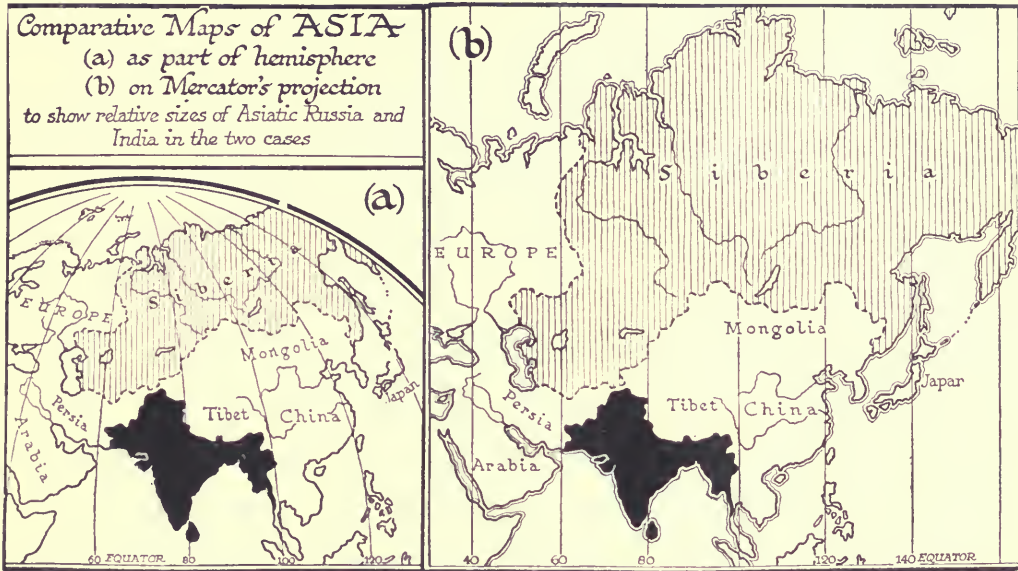 Comparative Maps of ASIA
(a) as part of hemisphere
(b) on Mercator's projection
to show relative sizes of Asiatic Russia and
India in the two cases
(a)
EUROPE
Siberia
Mongolia
Persia
Tibet
China
Japan
Arabia
60 EQUATOR 80 100 120
(b)
Siberia
EUROPE
Mongolia
Japan
Persia
Tibet
China
Arabia
40 60 80 120 140 EQUATOR